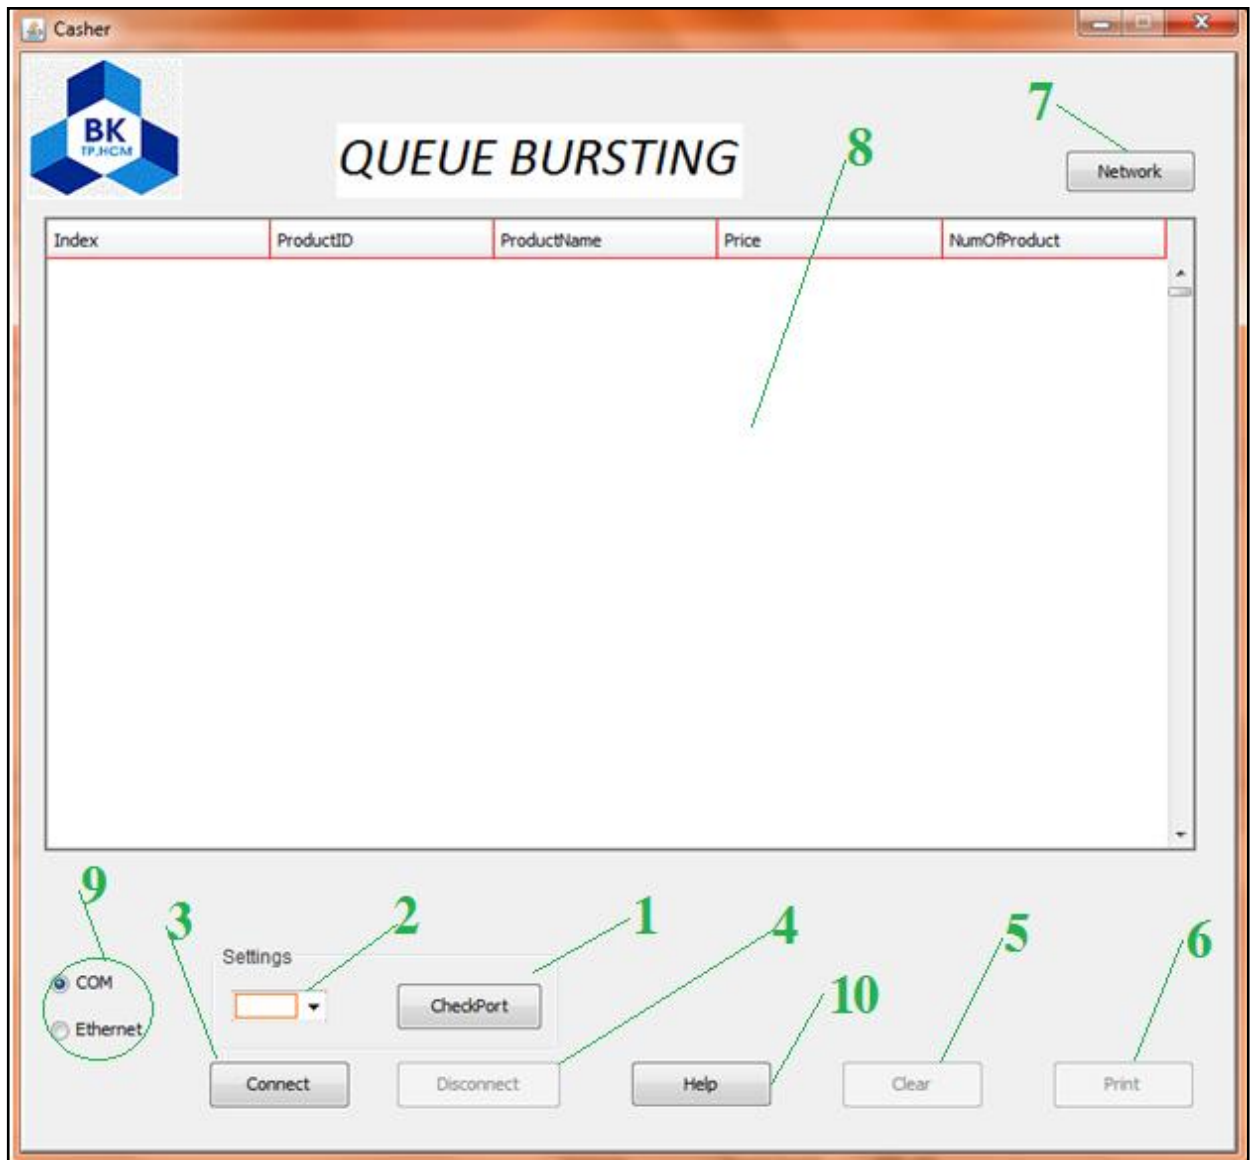 Casher
BK
TP.HCM
QUEUE BURSTING
7
8
Network
Index ProductID ProductName Price NumOfProduct
9
3
2
1
4
5
6
Settings
COM
CheckPort
10
Ethernet
Connect Disconnect Help Clear Print